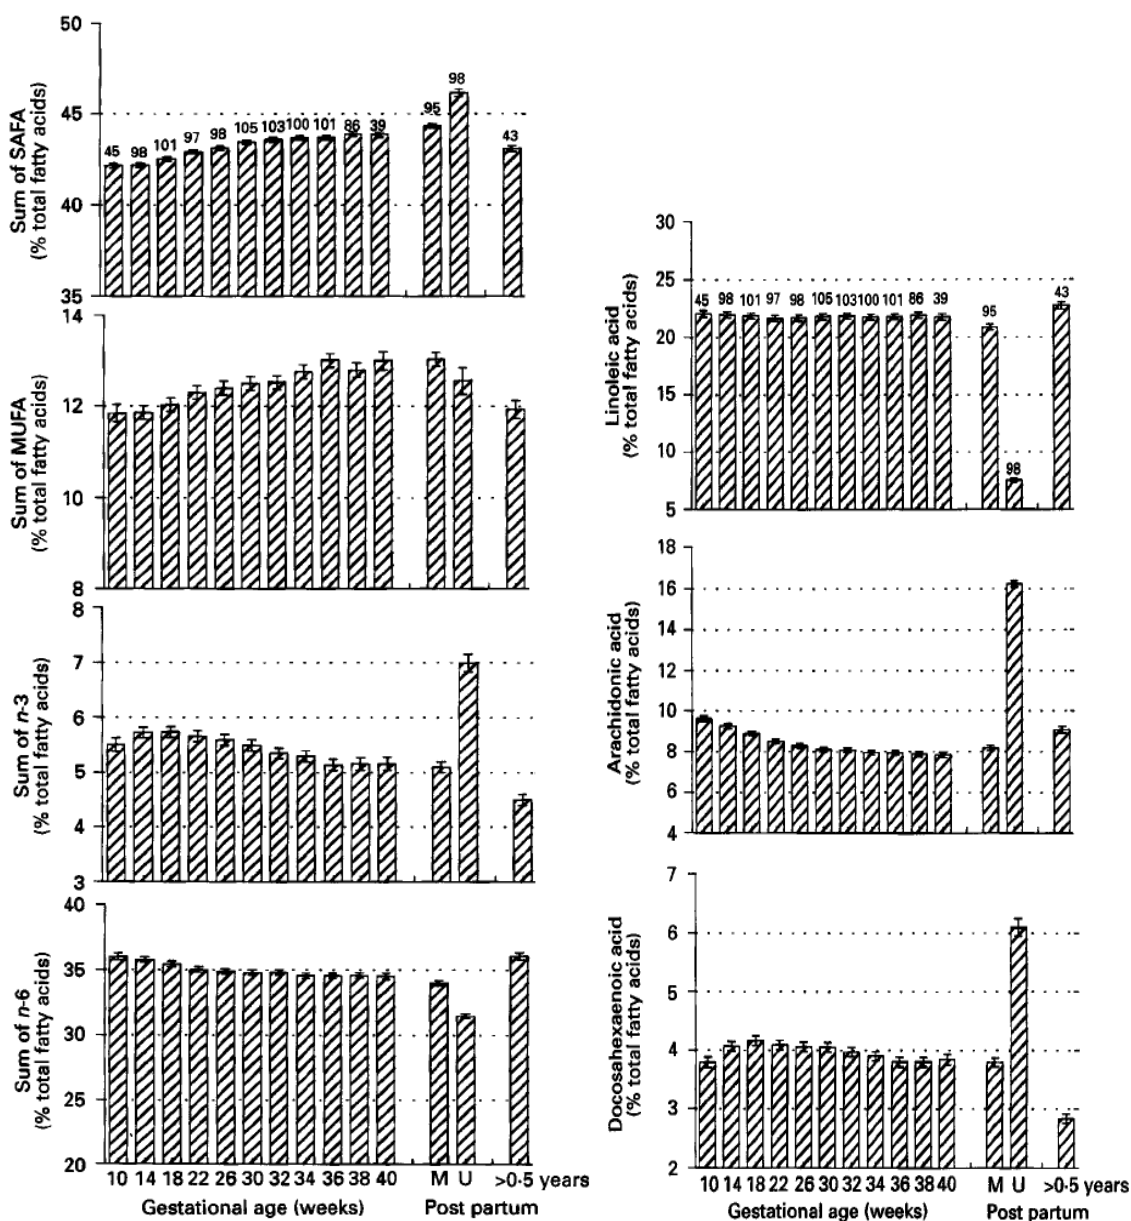 50
45
40
35
Sum of SAFA
(% total fatty acids)
45 98 101 97 98 105 103 100 101 86 39 95 98 43
14
12
10
8
Sum of MUFA
(% total fatty acids)
8
7
6
5
4
3
Sum of n-3
(% total fatty acids)
40
35
30
25
20
Sum of n-6
(% total fatty acids)
10 14 18 22 26 30 32 34 36 38 40 M U >0·5 years
Gestational age (weeks) Post partum
30
25
22
20
10
5
Linoleic acid
(% total fatty acids)
45 98 101 97 98 105 103 100 101 86 39 95 98 43
18
16
14
12
10
8
6
4
Arachidonic acid
(% total fatty acids)
7
6
5
4
3
2
Docosahexaenoic acid
(% total fatty acids)
10 14 18 22 26 30 32 34 36 38 40 M U >0·5 years
Gestational age (weeks) Post partum